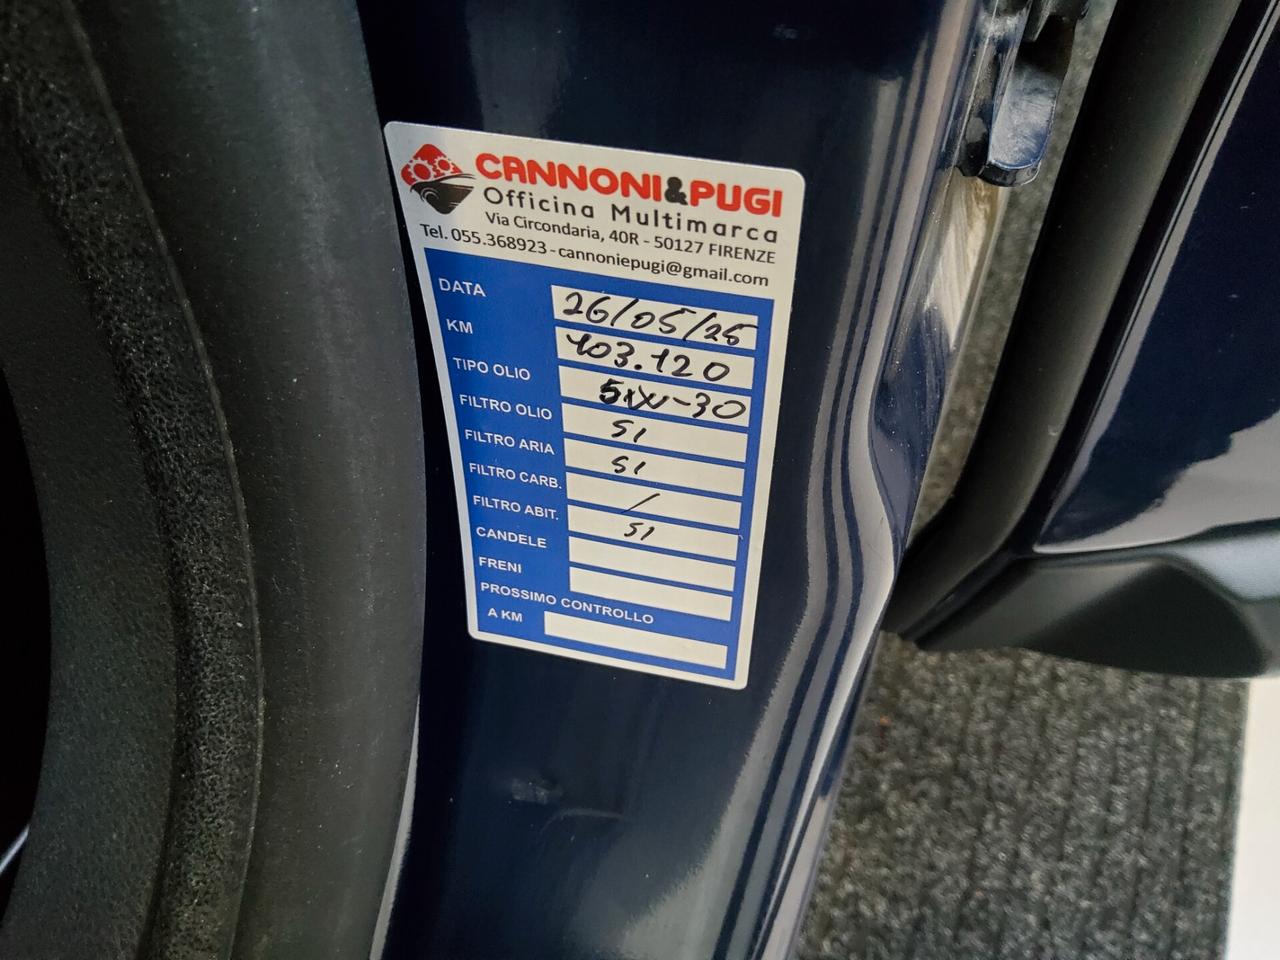 CANNONI&PUGI
Officina Multimarca
Via Circondaria, 40R - 50127 FIRENZE
Tel. 055.368923 - cannoniepugi@gmail.com
DATA 26/05/25
KM 103.120
TIPO OLIO 5W-30
FILTRO OLIO SI
FILTRO ARIA SI
FILTRO CARB. /
FILTRO ABIT. SI
CANDELE
FRENI
PROSSIMO CONTROLLO
A KM